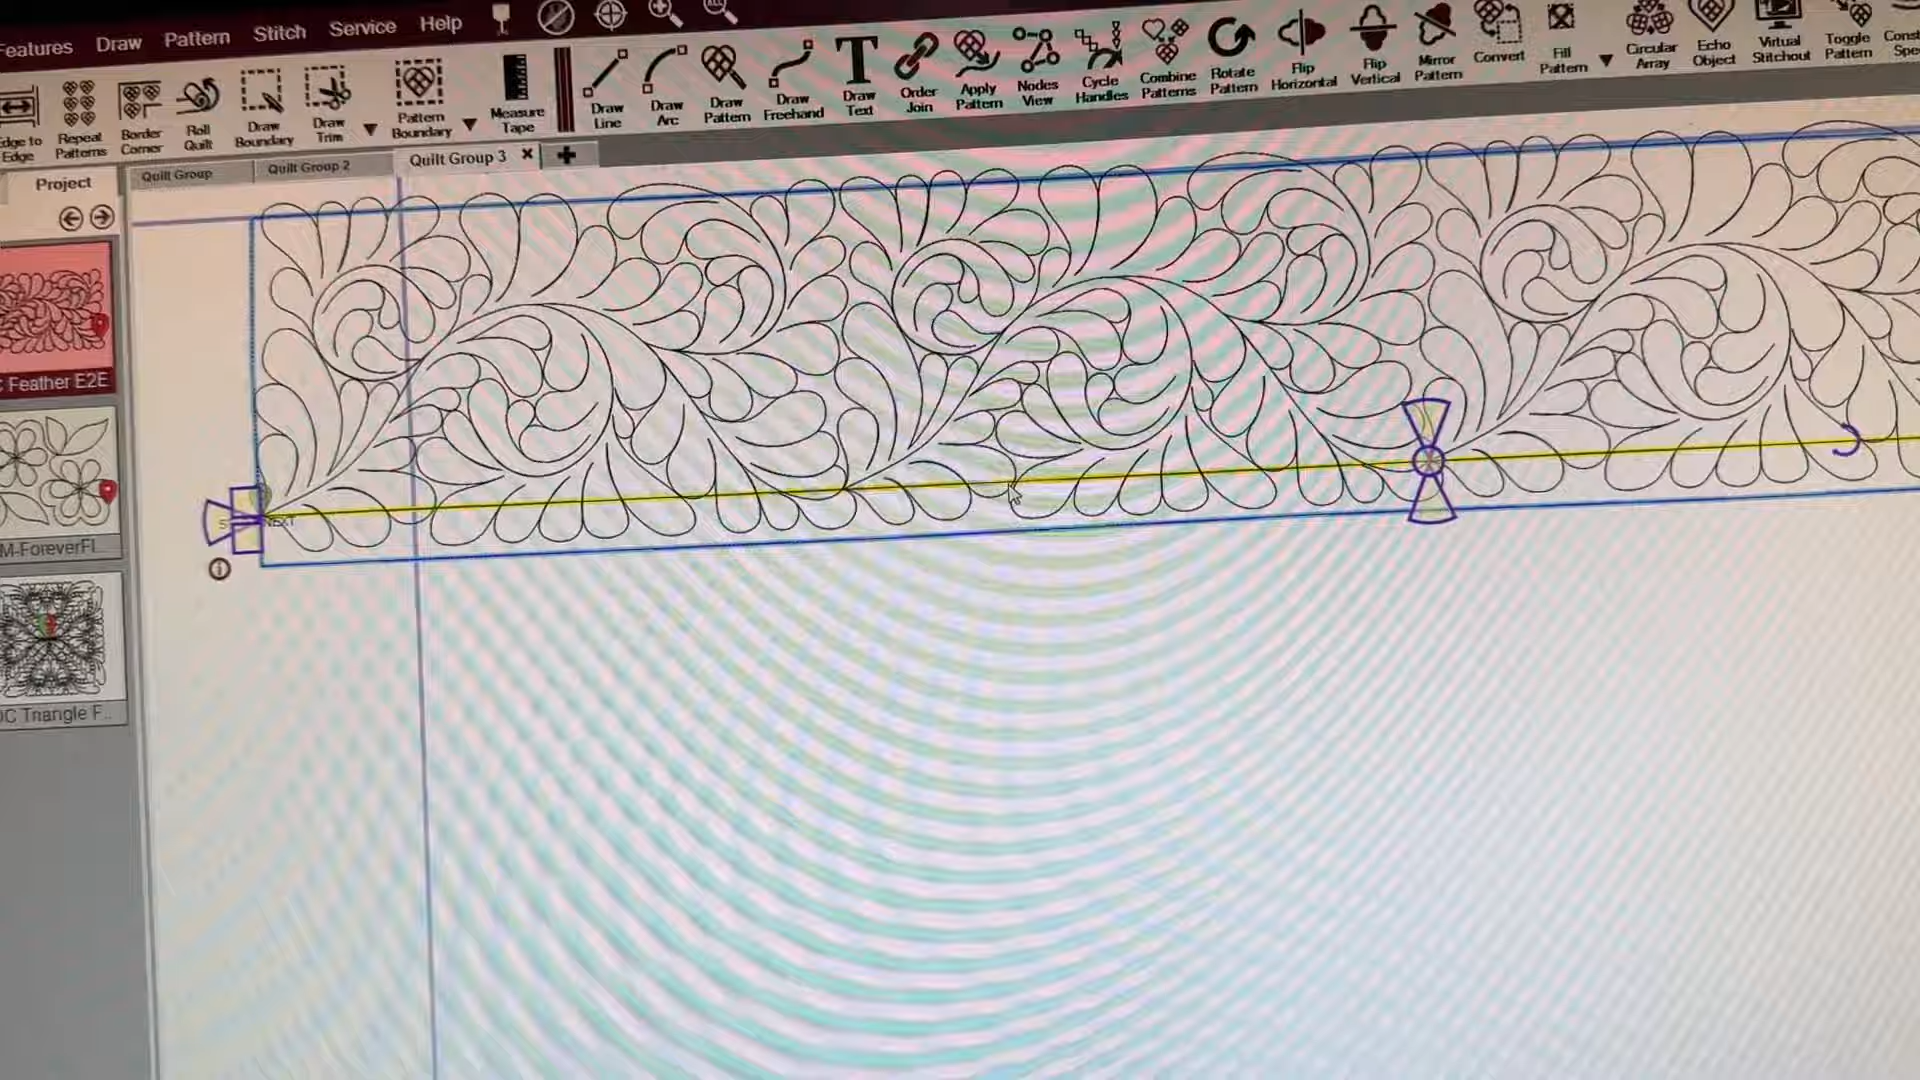 Features Draw Pattern Stitch Service Help
Edge to
Edge
Repeat
Patterns
Border
Corner
Roll
Quilt
Draw
Boundary
Draw
Trim
Pattern
Boundary
Measure
Tape
Draw
Line
Draw
Arc
Draw
Pattern
Draw
Freehand
T
Draw
Text
Order
Join
Apply
Pattern
Nodes
View
Cycle
Handles
Combine
Patterns
Rotate
Pattern
Flip
Horizontal
Flip
Vertical
Mirror
Pattern
Convert
Fill
Pattern
Circular
Array
Echo
Object
Virtual
Stitchout
Toggle
Pattern
Quilt Group
Quilt Group 2
Quilt Group 3
Project
C Feather E2E
M-ForeverFl
DC Triangle F..
NEXT